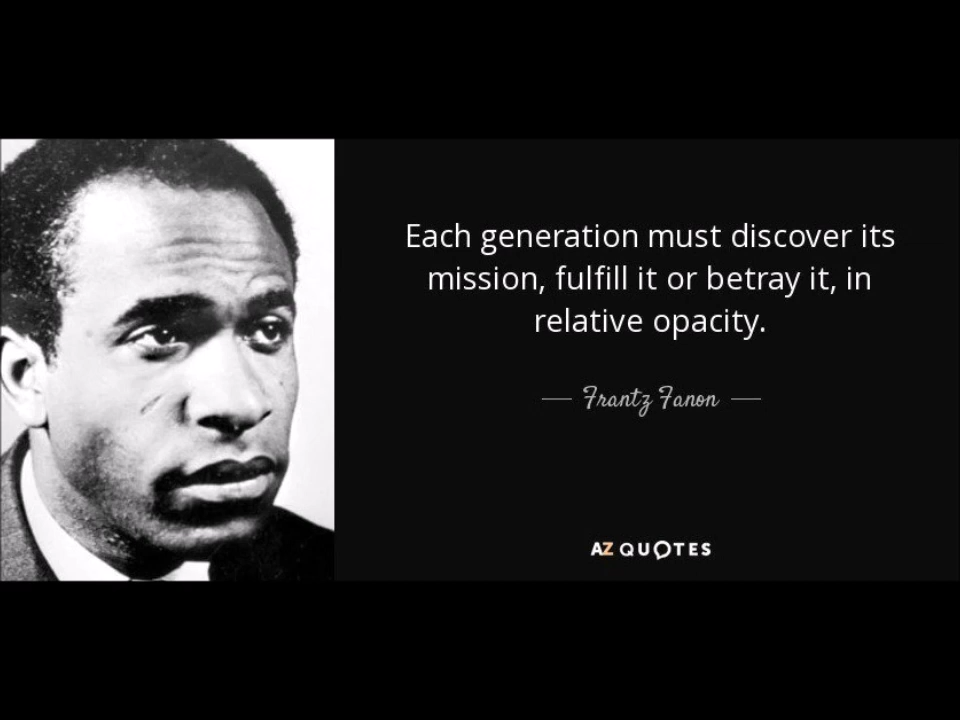 Each generation must discover its
mission, fulfill it or betray it, in
relative opacity.
Frantz Fanon
AZ QUOTES